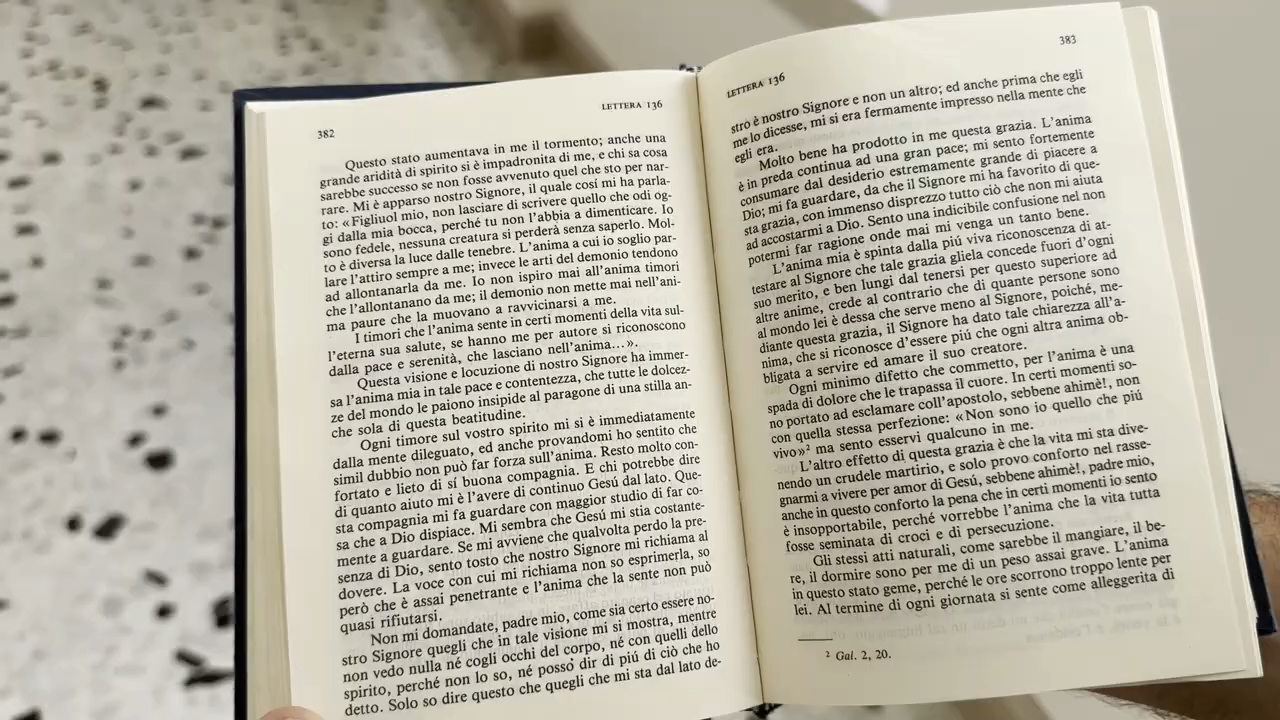 382
LETTERA 136
Questo stato aumentava in me il tormento; anche una
grande aridità di spirito si è impadronita di me, e chi sa cosa
sarebbe successo se non fosse avvenuto quel che sto per nar-
rare. Mi è apparso nostro Signore, il quale cosí mi ha parla-
to: «Figliuol mio, non lasciare di scrivere quello che odi og-
gi dalla mia bocca, perché tu non l'abbia a dimenticare. Io
sono fedele, nessuna creatura si perderà senza saperlo. Mol-
to è diversa la luce dalle tenebre. L'anima a cui io soglio par-
lare l'attiro sempre a me; invece le arti del demonio tendono
ad allontanarla da me. Io non ispiro mai all'anima timori
che l'allontanano da me; il demonio non mette mai nell'ani-
ma paure che la muovano a ravvicinarsi a me.
I timori che l'anima sente in certi momenti della vita sul-
l'eterna sua salute, se hanno me per autore si riconoscono
dalla pace e serenità, che lasciano nell'anima...».
Questa visione e locuzione di nostro Signore ha immer-
sa l'anima mia in tale pace e contentezza, che tutte le dolcez-
ze del mondo le paiono insipide al paragone di una stilla an-
che sola di questa beatitudine.
Ogni timore sul vostro spirito mi si è immediatamente
dalla mente dileguato, ed anche provandomi ho sentito che
simil dubbio non può far forza sull'anima. Resto molto con-
fortato e lieto di sí buona compagnia. E chi potrebbe dire
di quanto aiuto mi è l'avere di continuo Gesú dal lato. Que-
sta compagnia mi fa guardare con maggior studio di far co-
sa che a Dio dispiace. Mi sembra che Gesú mi stia costante-
mente a guardare. Se mi avviene che qualvolta perdo la pre-
senza di Dio, sento tosto che nostro Signore mi richiama al
dovere. La voce con cui mi richiama non so esprimerla, so
però che è assai penetrante e l'anima che la sente non può
quasi rifiutarsi.
Non mi domandate, padre mio, come sia certo essere no-
stro Signore quegli che in tale visione mi si mostra, mentre
non vedo nulla né cogli occhi del corpo, né con quelli dello
spirito, perché non lo so, né posso dir di piú di ciò che ho
detto. Solo so dire questo che quegli che mi sta dal lato de-
LETTERA 136
383
stro è nostro Signore e non un altro; ed anche prima che egli
me lo dicesse, mi si era fermamente impresso nella mente che
egli era.
Molto bene ha prodotto in me questa grazia. L'anima
è in preda continua ad una gran pace; mi sento fortemente
consumare dal desiderio estremamente grande di piacere a
Dio; mi fa guardare, da che il Signore mi ha favorito di que-
sta grazia, con immenso disprezzo tutto ciò che non mi aiuta
ad accostarmi a Dio. Sento una indicibile confusione nel non
potermi far ragione onde mai mi venga un tanto bene.
L'anima mia è spinta dalla piú viva riconoscenza di at-
testare al Signore che tale grazia gliela concede fuori d'ogni
suo merito, e ben lungi dal tenersi per questo superiore ad
altre anime, crede al contrario che di quante persone sono
al mondo lei è dessa che serve meno al Signore, poiché, me-
diante questa grazia, il Signore ha dato tale chiarezza all'a-
nima, che si riconosce d'essere piú che ogni altra anima ob-
bligata a servire ed amare il suo creatore.
Ogni minimo difetto che commetto, per l'anima è una
spada di dolore che le trapassa il cuore. In certi momenti so-
no portato ad esclamare coll'apostolo, sebbene ahimè!, non
con quella stessa perfezione: «Non sono io quello che piú
vivo»² ma sento esservi qualcuno in me.
L'altro effetto di questa grazia è che la vita mi sta dive-
nendo un crudele martirio, e solo provo conforto nel rasse-
gnarmi a vivere per amor di Gesú, sebbene ahimè!, padre mio,
anche in questo conforto la pena che in certi momenti io sento
è insopportabile, perché vorrebbe l'anima che la vita tutta
fosse seminata di croci e di persecuzione.
Gli stessi atti naturali, come sarebbe il mangiare, il be-
re, il dormire sono per me di un peso assai grave. L'anima
in questo stato geme, perché le ore scorrono troppo lente per
lei. Al termine di ogni giornata si sente come alleggerita di
² Gal. 2, 20.